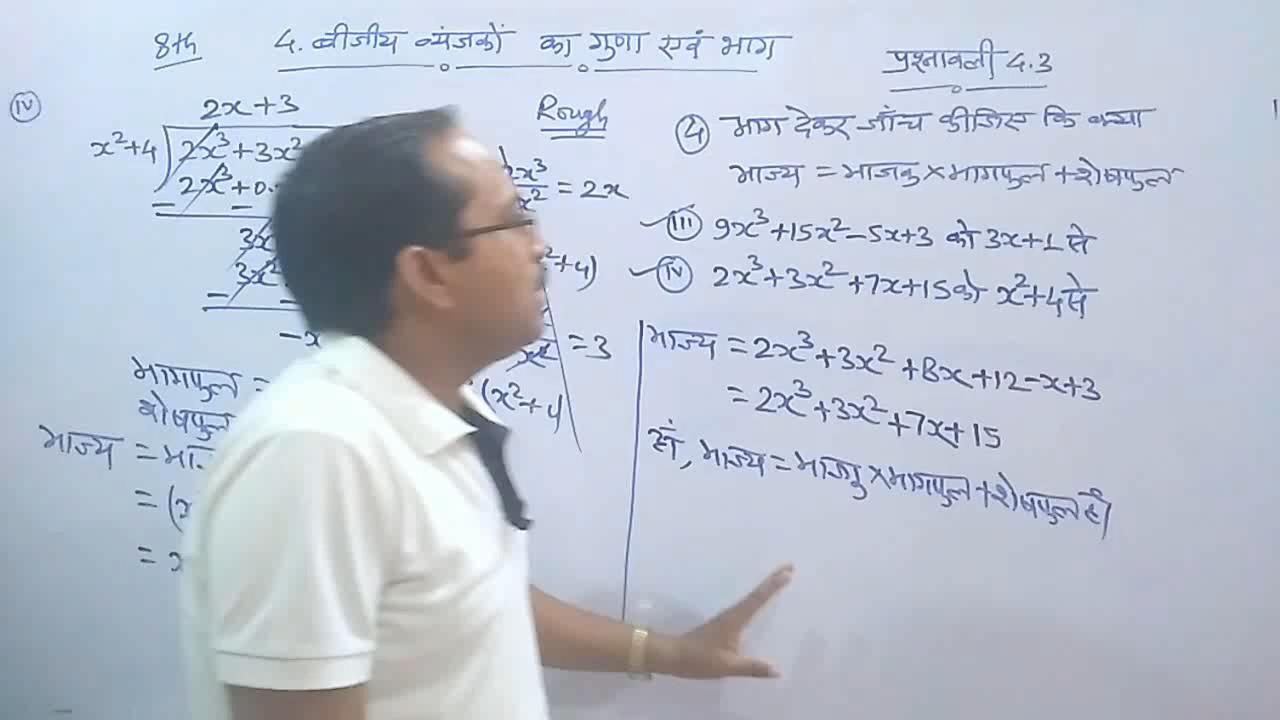 8th 4. बीजीय व्यंजकों का गुणा एवं भाग
प्रश्नावली 4.3
iv
2x+3
x²+4 2x³+3x²
2x³+0.
3x
3x²
-x
भागफल =
शेषफल
भाज्य = भा
= (x
= x
Rough
2x³/x² = 2x
²+4)
= 3
(x²+4)
4 भाग देकर जाँच कीजिए कि क्या
भाज्य = भाजक × भागफल + शेषफल
iii 9x³+15x²-5x+3 को 3x+1 से
iv 2x³+3x²+7x+15 को x²+4 से
भाज्य = 2x³+3x²+8x+12-x+3
= 2x³+3x²+7x+15
हां, भाज्य = भाजक × भागफल + शेषफल है।